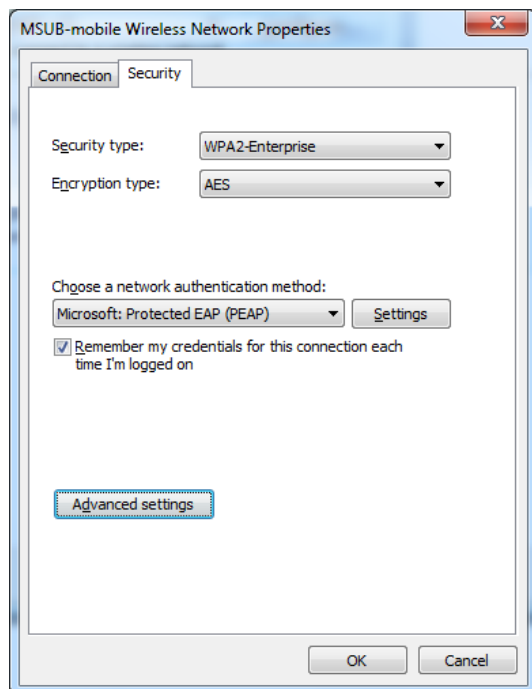 MSUB-mobile Wireless Network Properties
Connection
Security
Security type:
WPA2-Enterprise
Encryption type:
AES
Choose a network authentication method:
Microsoft: Protected EAP (PEAP)
Settings
Remember my credentials for this connection each
time I'm logged on
Advanced settings
OK
Cancel